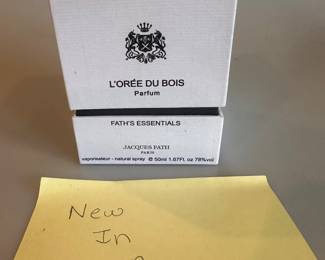 L'ORÉE DU BOIS
Parfum
FATH'S ESSENTIALS
JACQUES FATH
PARIS
vaporisateur - natural spray ℮ 50ml 1.67Fl. oz 78%vol
New
In